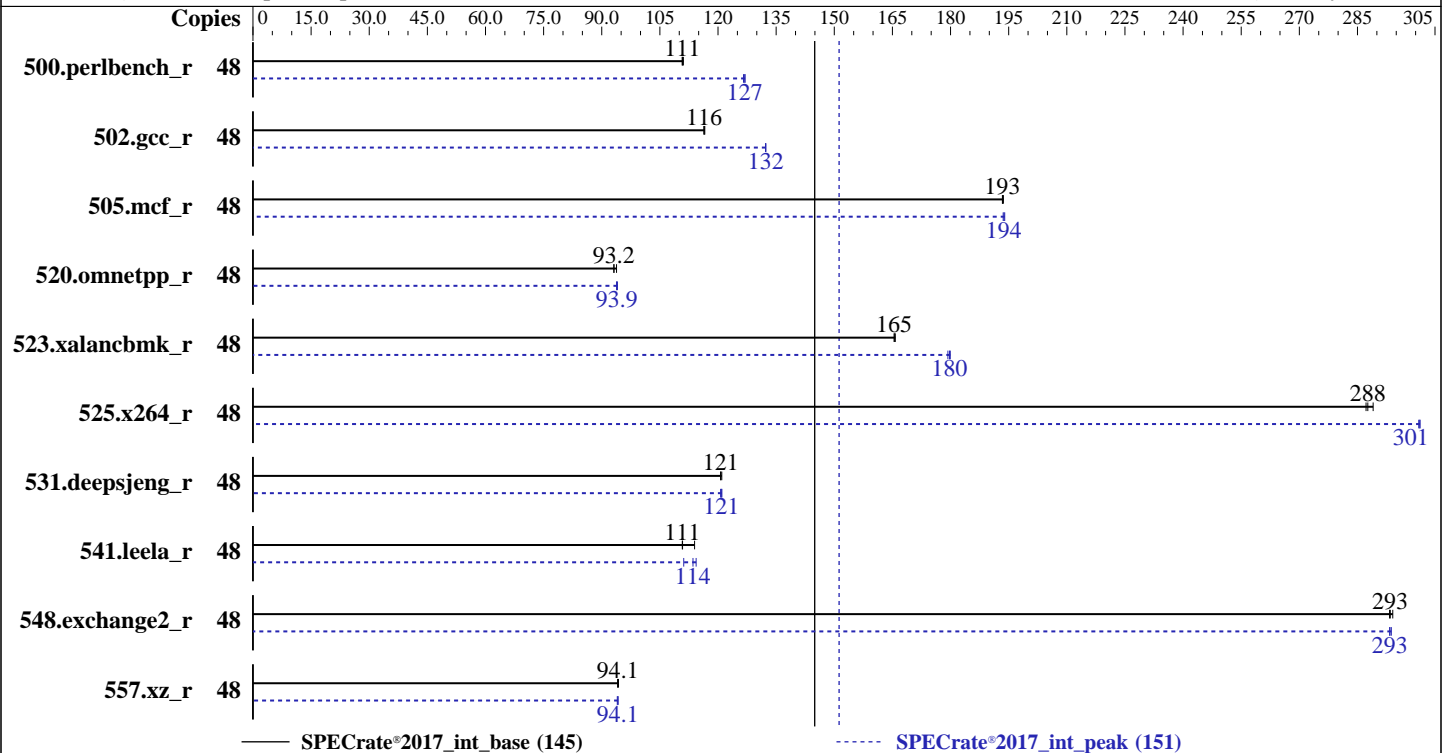 Copies 0 15.0 30.0 45.0 60.0 75.0 90.0 105 120 135 150 165 180 195 210 225 240 255 270 285 305
111
500.perlbench_r 48
127
116
502.gcc_r 48
132
193
505.mcf_r 48
194
93.2
520.omnetpp_r 48
93.9
165
523.xalancbmk_r 48
180
288
525.x264_r 48
301
121
531.deepsjeng_r 48
121
111
541.leela_r 48
114
293
548.exchange2_r 48
293
94.1
557.xz_r 48
94.1
SPECrate®2017_int_base (145) SPECrate®2017_int_peak (151)